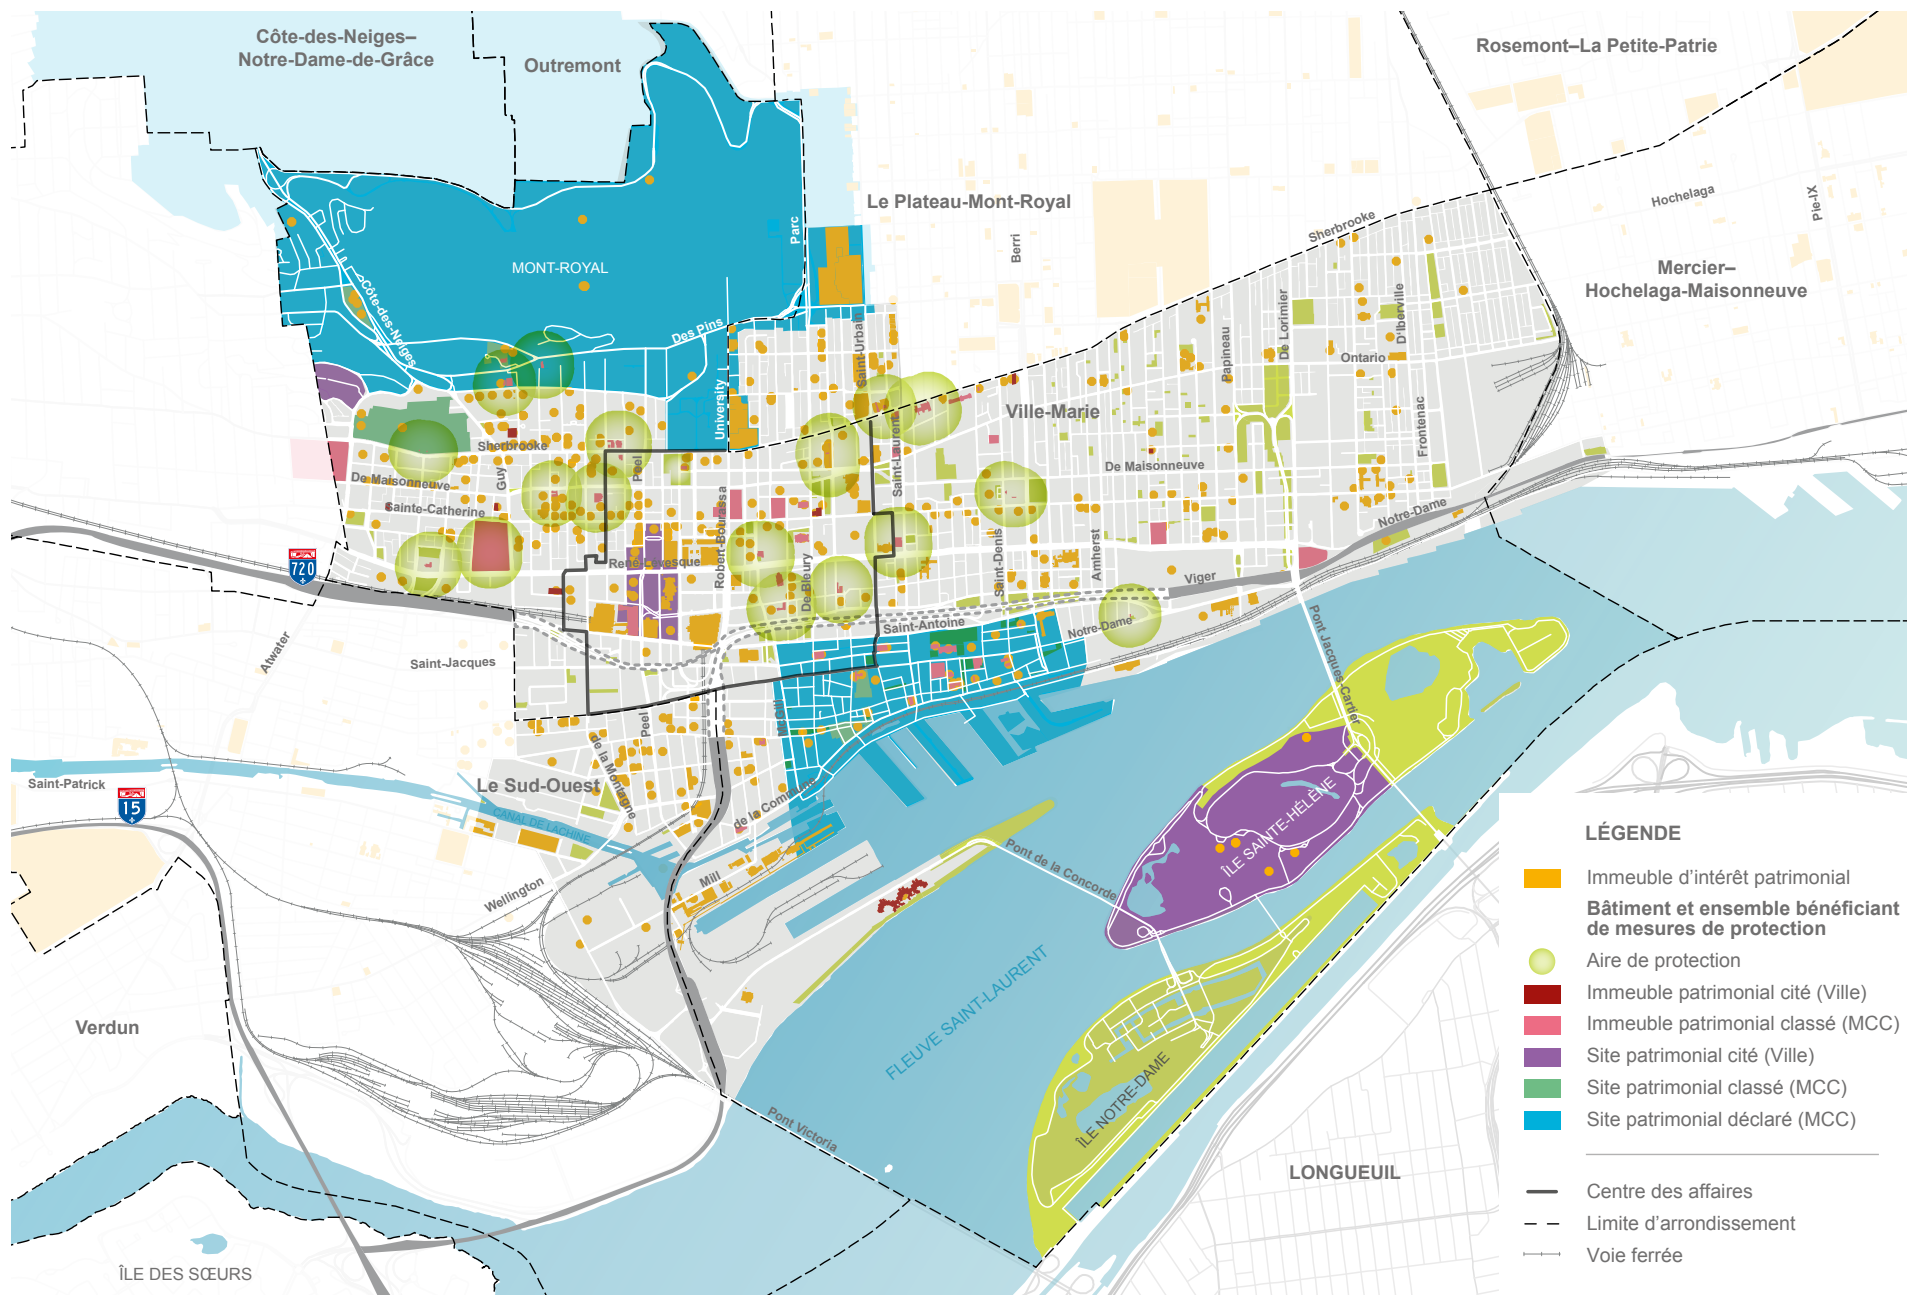 Côte-des-Neiges–
Notre-Dame-de-Grâce
Outremont
Rosemont–La Petite-Patrie
Le Plateau-Mont-Royal
Hochelaga
Pie-IX
Sherbrooke
Berri
Parc
MONT-ROYAL
Mercier–
Hochelaga-Maisonneuve
Côte-des-Neiges
Des Pins
Saint-Urbain
Papineau
De Lorimier
D'Iberville
Ontario
University
Ville-Marie
Saint-Laurent
Frontenac
Sherbrooke
Guy
Peel
De Maisonneuve
De Maisonneuve
Sainte-Catherine
Robert-Bourassa
Notre-Dame
720
René-Lévesque
De Bleury
Saint-Denis
Amherst
Viger
Atwater
Saint-Jacques
Saint-Antoine
Notre-Dame
Pont Jacques-Cartier
Peel
McGill
de la Montagne
Saint-Patrick
15
Le Sud-Ouest
CANAL DE LACHINE
de la Commune
Wellington
Mill
Pont de la Concorde
ÎLE SAINTE-HÉLÈNE
FLEUVE SAINT-LAURENT
Verdun
ÎLE NOTRE-DAME
Pont Victoria
LONGUEUIL
ÎLE DES SŒURS
LÉGENDE
Immeuble d'intérêt patrimonial
Bâtiment et ensemble bénéficiant
de mesures de protection
Aire de protection
Immeuble patrimonial cité (Ville)
Immeuble patrimonial classé (MCC)
Site patrimonial cité (Ville)
Site patrimonial classé (MCC)
Site patrimonial déclaré (MCC)
Centre des affaires
Limite d'arrondissement
Voie ferrée